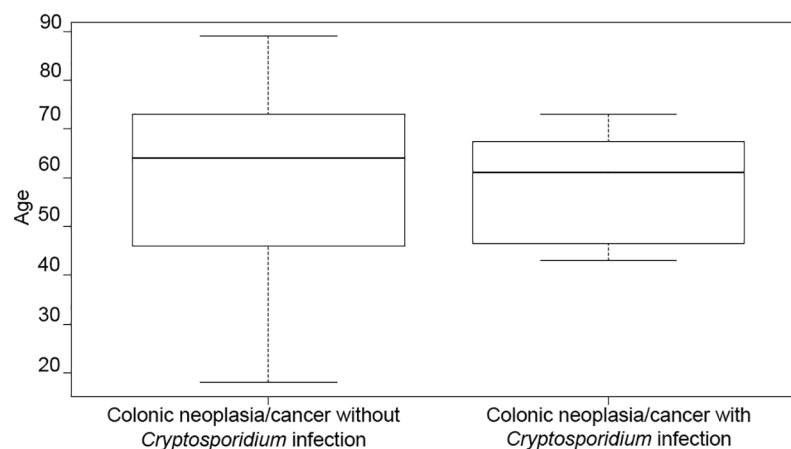 90
80
70
60
50
40
30
20
Age
Colonic neoplasia/cancer without
Cryptosporidium infection
Colonic neoplasia/cancer with
Cryptosporidium infection